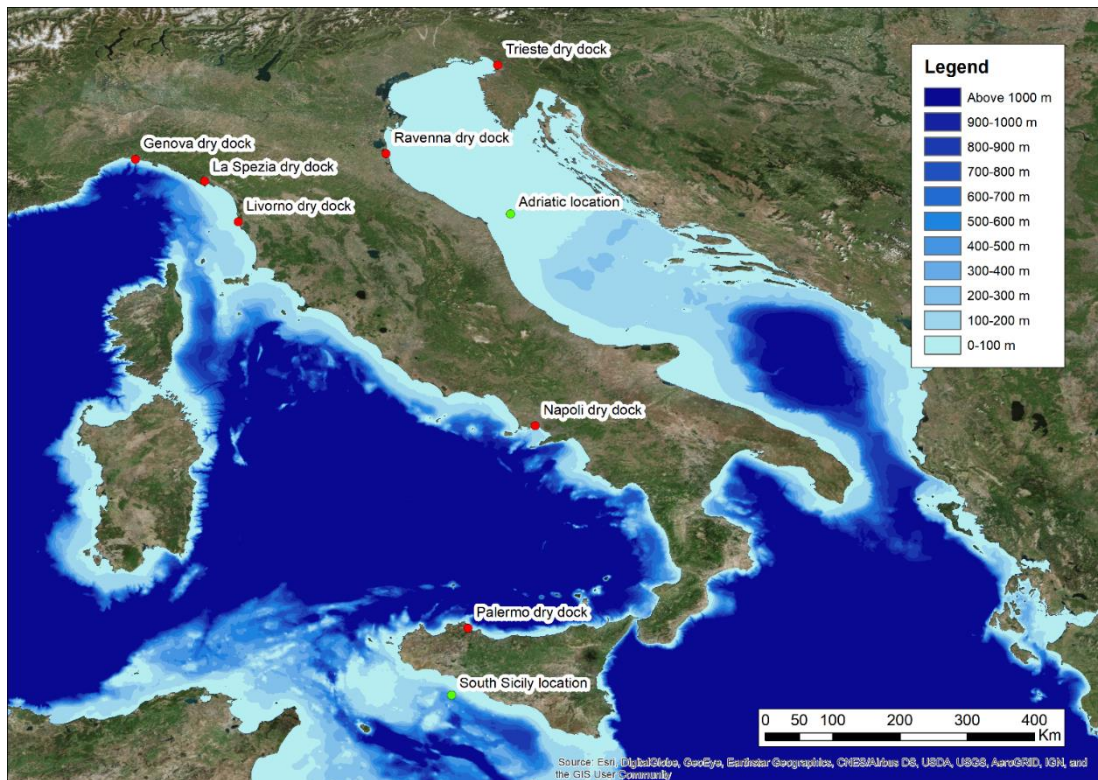 Trieste dry dock
Ravenna dry dock
Genova dry dock
La Spezia dry dock
Livorno dry dock
Adriatic location
Napoli dry dock
Palermo dry dock
South Sicily location
Legend
Above 1000 m
900-1000 m
800-900 m
700-800 m
600-700 m
500-600 m
400-500 m
300-400 m
200-300 m
100-200 m
0-100 m
0 50 100 200 300 400
Km
Source: Esri, DigitalGlobe, GeoEye, Earthstar Geographics, CNES/Airbus DS, USDA, USGS, AeroGRID, IGN, and
the GIS User Community